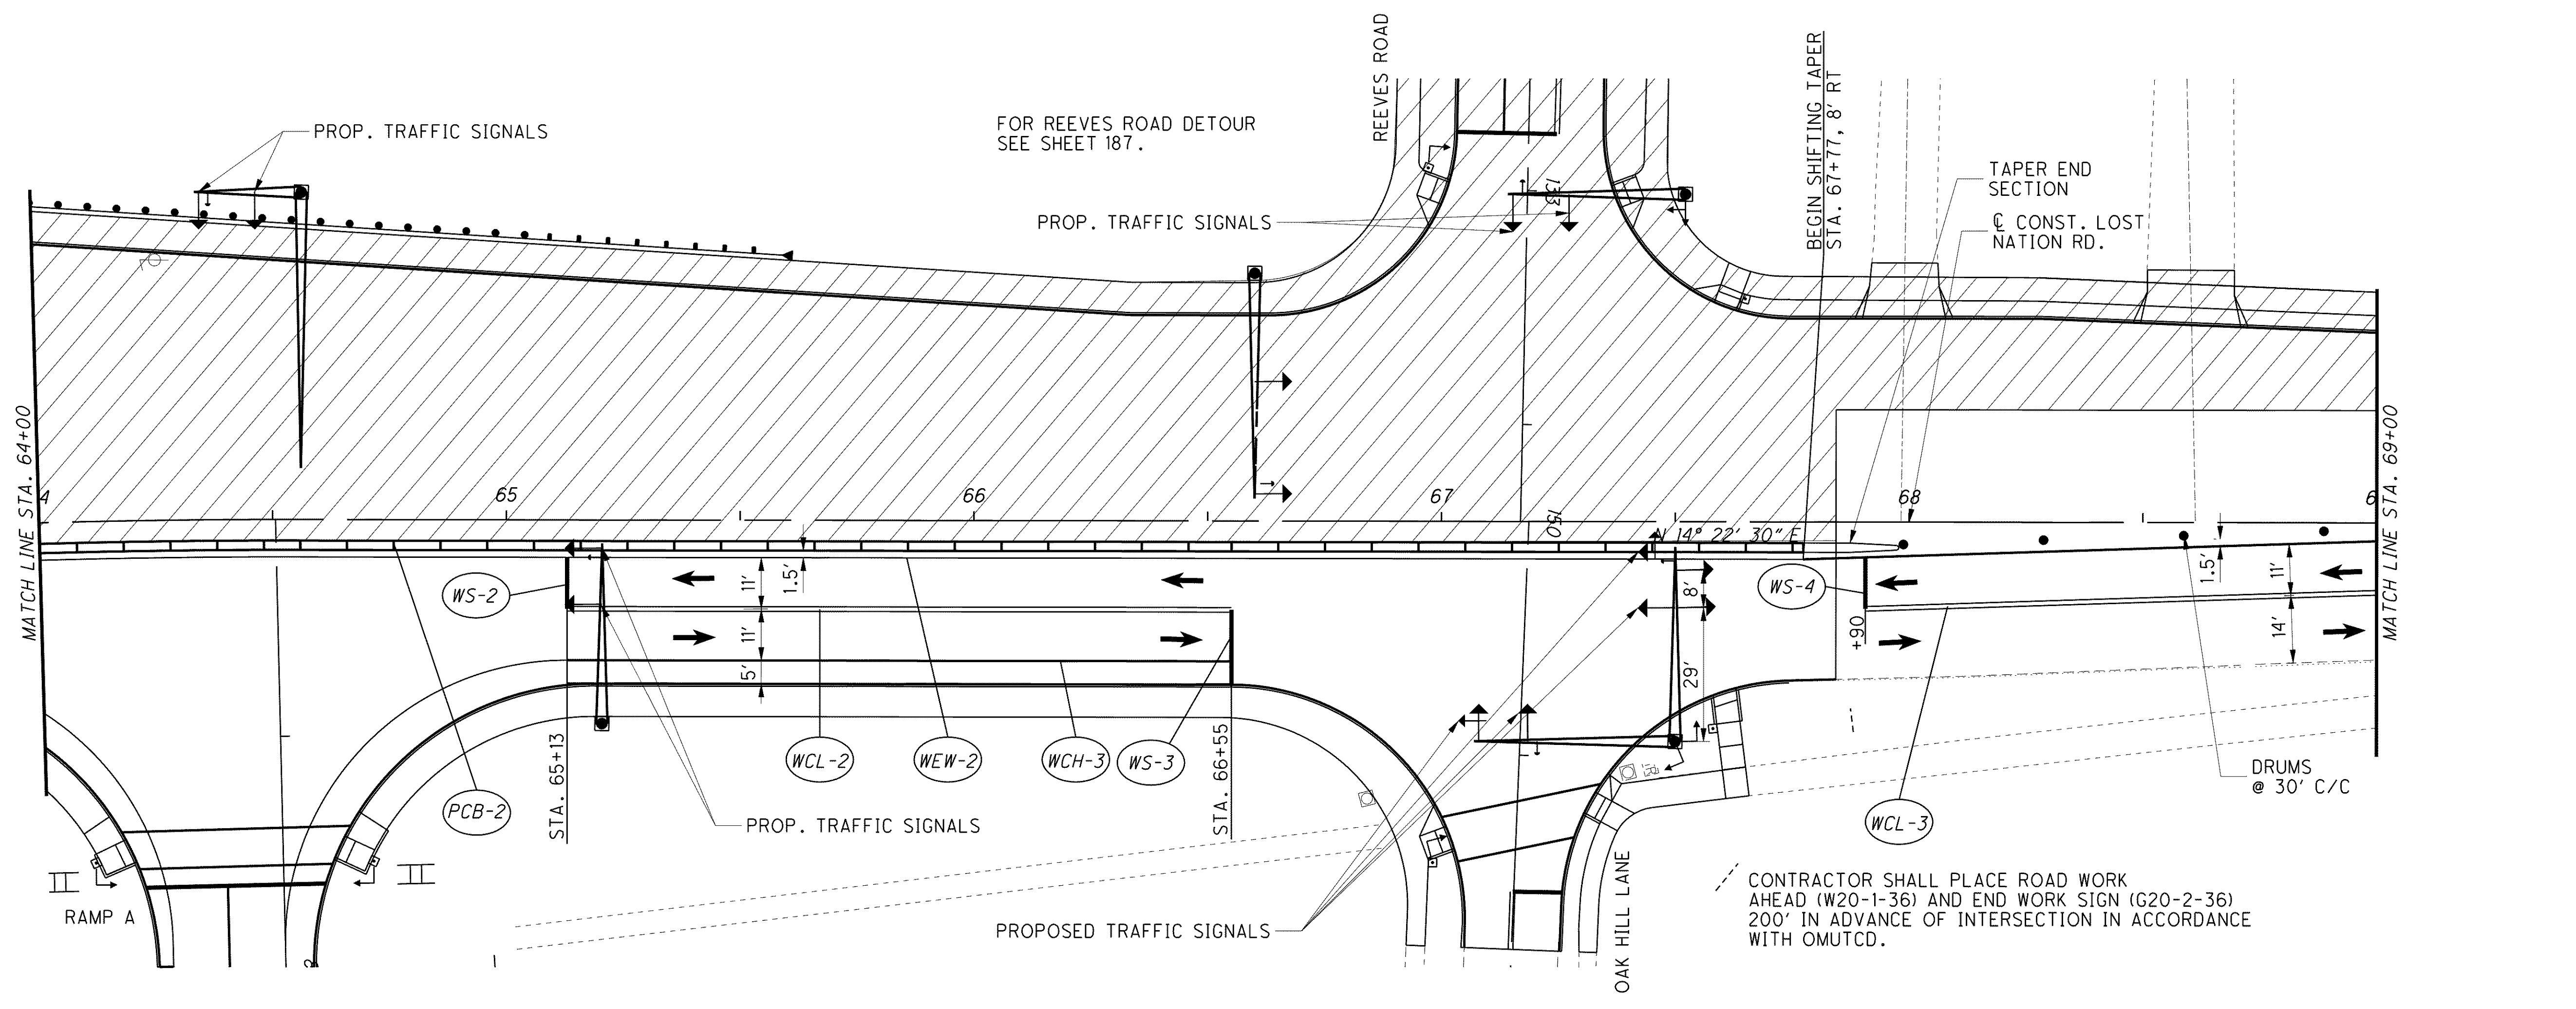 REEVES ROAD
BEGIN SHIFTING TAPER
STA. 67+77, 8' RT
PROP. TRAFFIC SIGNALS
FOR REEVES ROAD DETOUR
SEE SHEET 187.
TAPER END
SECTION
PROP. TRAFFIC SIGNALS
133
℄ CONST. LOST
NATION RD.
MATCH LINE STA. 64+00
MATCH LINE STA. 69+00
4
65
66
67
68
6
150
N 14° 22' 30" E
WS-2
11'
1.5'
8'
WS-4
1.5'
11'
11'
5'
29'
+90
14'
STA. 65+13
WCL-2
WEW-2
WCH-3
WS-3
STA. 66+55
PCB-2
PROP. TRAFFIC SIGNALS
DRUMS
@ 30' C/C
WCL-3
II
II
RAMP A
PROPOSED TRAFFIC SIGNALS
OAK HILL LANE
CONTRACTOR SHALL PLACE ROAD WORK
AHEAD (W20-1-36) AND END WORK SIGN (G20-2-36)
200' IN ADVANCE OF INTERSECTION IN ACCORDANCE
WITH OMUTCD.